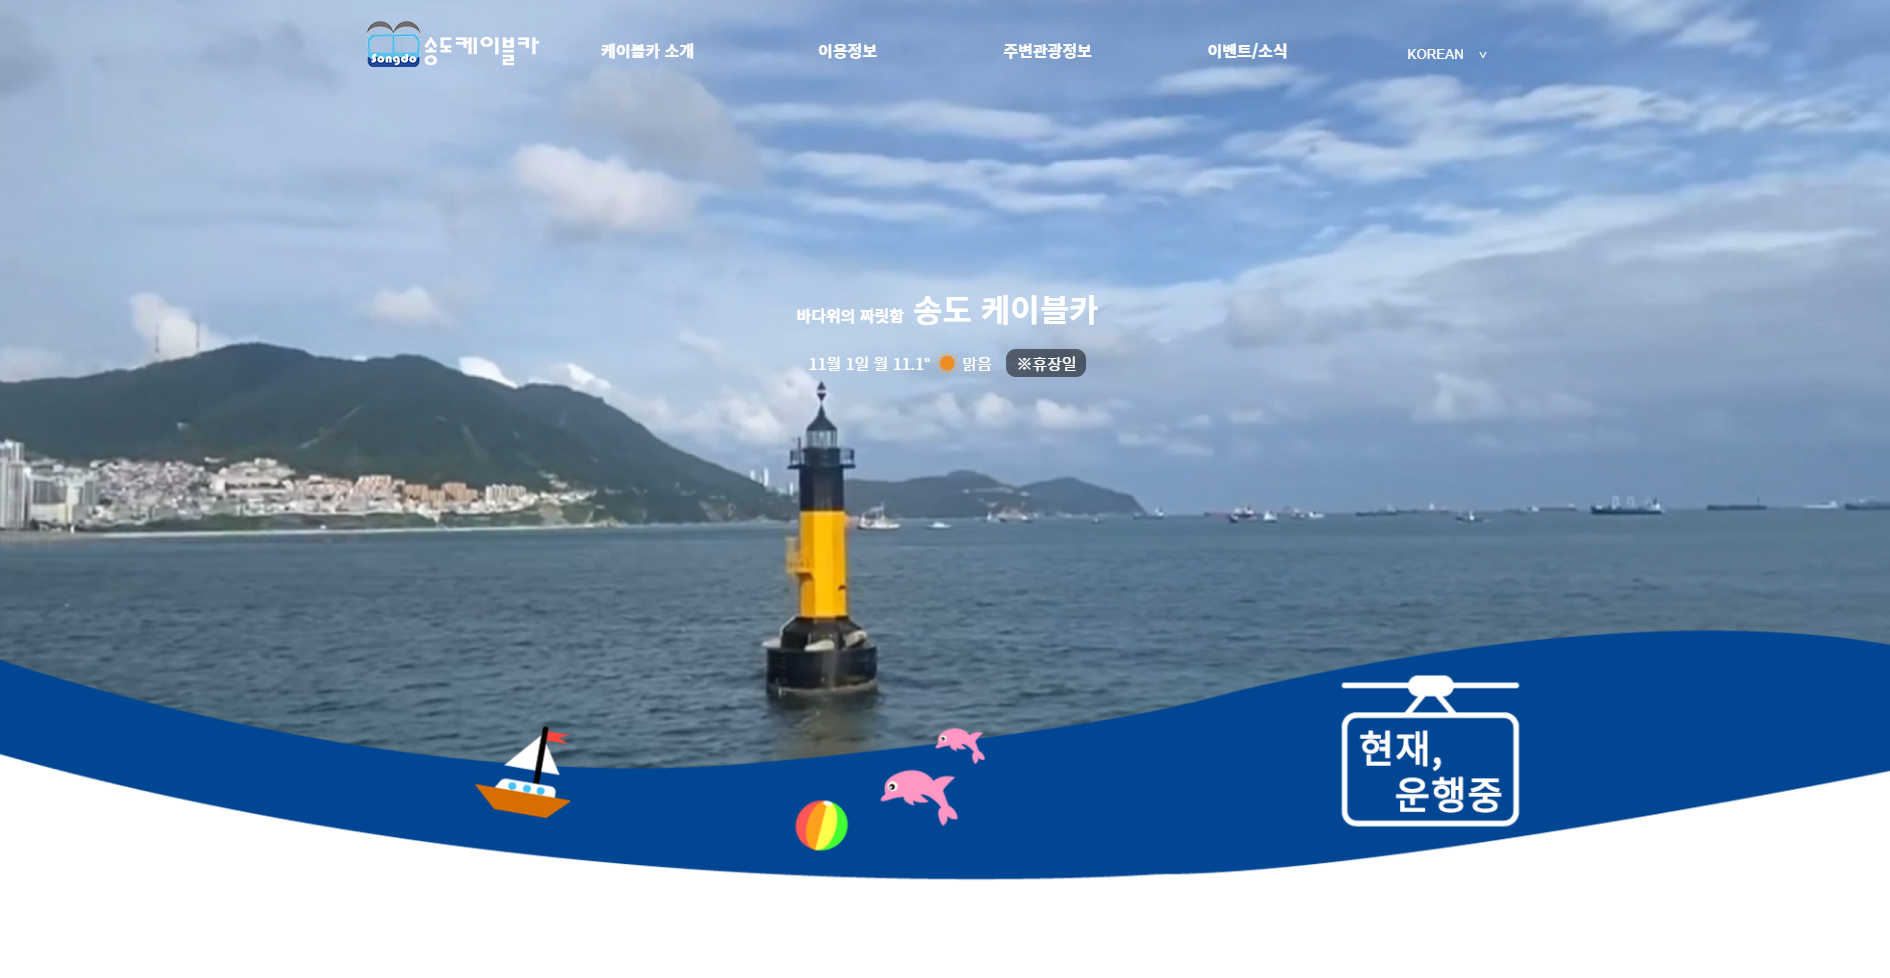 Songdo
송도케이블카
케이블카 소개
이용정보
주변관광정보
이벤트/소식
KOREAN ∨
바다위의 짜릿함 송도 케이블카
11월 1일 월 11.1° 맑음 ※휴장일
현재,
운행중